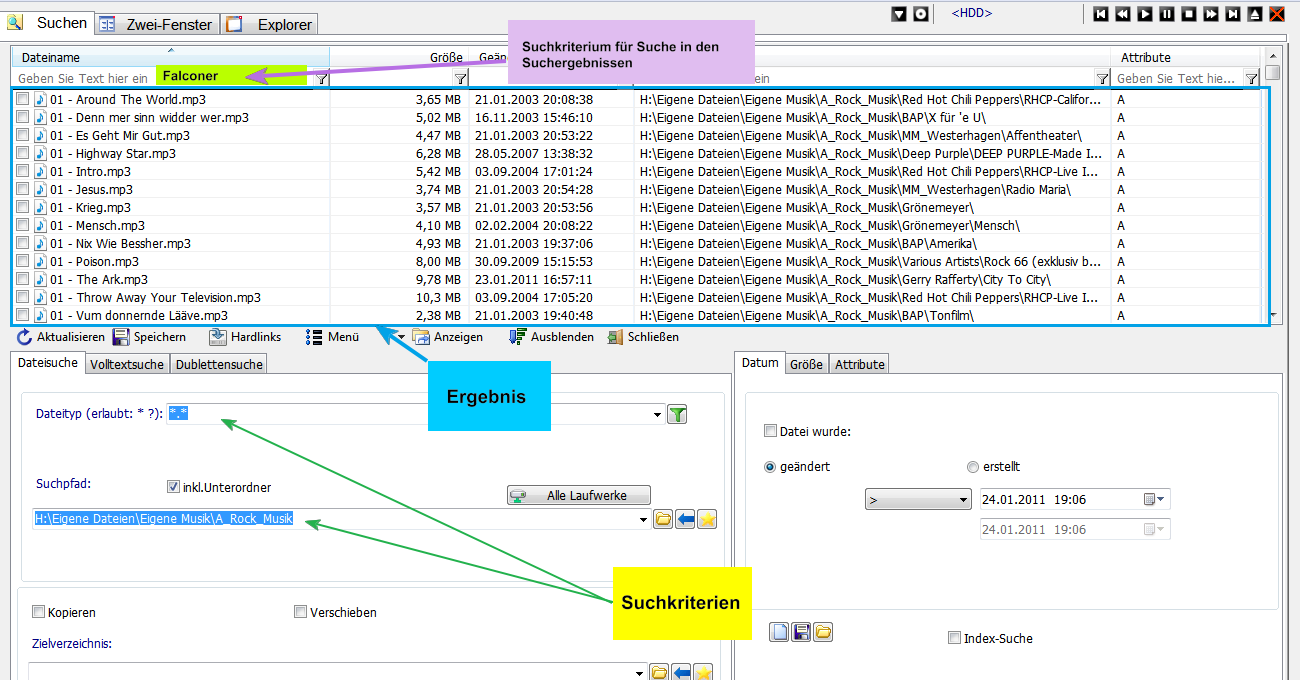 Suchen Zwei-Fenster Explorer <HDD>
Suchkriterium für Suche in den
Suchergebnissen
Dateiname Größe Geän Attribute
Geben Sie Text hier ein Falconer ein Geben Sie Text hie...
01 - Around The World.mp3 3,65 MB 21.01.2003 20:08:38 H:\Eigene Dateien\Eigene Musik\A_Rock_Musik\Red Hot Chili Peppers\RHCP-Califor... A
01 - Denn mer sinn widder wer.mp3 5,02 MB 16.11.2003 15:46:10 H:\Eigene Dateien\Eigene Musik\A_Rock_Musik\BAP\X für 'e U\ A
01 - Es Geht Mir Gut.mp3 4,47 MB 21.01.2003 20:53:22 H:\Eigene Dateien\Eigene Musik\A_Rock_Musik\MM_Westerhagen\Affentheater\ A
01 - Highway Star.mp3 6,28 MB 28.05.2007 13:38:32 H:\Eigene Dateien\Eigene Musik\A_Rock_Musik\Deep Purple\DEEP PURPLE-Made I... A
01 - Intro.mp3 5,42 MB 03.09.2004 17:01:24 H:\Eigene Dateien\Eigene Musik\A_Rock_Musik\Red Hot Chili Peppers\RHCP-Live I... A
01 - Jesus.mp3 3,74 MB 21.01.2003 20:54:28 H:\Eigene Dateien\Eigene Musik\A_Rock_Musik\MM_Westerhagen\Radio Maria\ A
01 - Krieg.mp3 3,57 MB 21.01.2003 20:53:56 H:\Eigene Dateien\Eigene Musik\A_Rock_Musik\Grönemeyer\ A
01 - Mensch.mp3 4,10 MB 02.02.2004 20:08:22 H:\Eigene Dateien\Eigene Musik\A_Rock_Musik\Grönemeyer\Mensch\ A
01 - Nix Wie Bessher.mp3 4,93 MB 21.01.2003 19:37:06 H:\Eigene Dateien\Eigene Musik\A_Rock_Musik\BAP\Amerika\ A
01 - Poison.mp3 8,00 MB 30.09.2009 15:15:53 H:\Eigene Dateien\Eigene Musik\A_Rock_Musik\Various Artists\Rock 66 (exklusiv b... A
01 - The Ark.mp3 9,78 MB 23.01.2011 16:57:11 H:\Eigene Dateien\Eigene Musik\A_Rock_Musik\Gerry Rafferty\City To City\ A
01 - Throw Away Your Television.mp3 10,3 MB 03.09.2004 17:05:20 H:\Eigene Dateien\Eigene Musik\A_Rock_Musik\Red Hot Chili Peppers\RHCP-Live I... A
01 - Vum donnernde Lääve.mp3 2,38 MB 21.01.2003 19:40:48 H:\Eigene Dateien\Eigene Musik\A_Rock_Musik\BAP\Tonfilm\ A
Aktualisieren Speichern Hardlinks Menü Anzeigen Ausblenden Schließen
Dateisuche Volltextsuche Dublettensuche Datum Größe Attribute
Ergebnis
Dateityp (erlaubt: * ?): *.*
Datei wurde:
geändert erstellt
Suchpfad: inkl.Unterordner
Alle Laufwerke > 24.01.2011 19:06
H:\Eigene Dateien\Eigene Musik\A_Rock_Musik
24.01.2011 19:06
Suchkriterien
Kopieren Verschieben
Index-Suche
Zielverzeichnis: